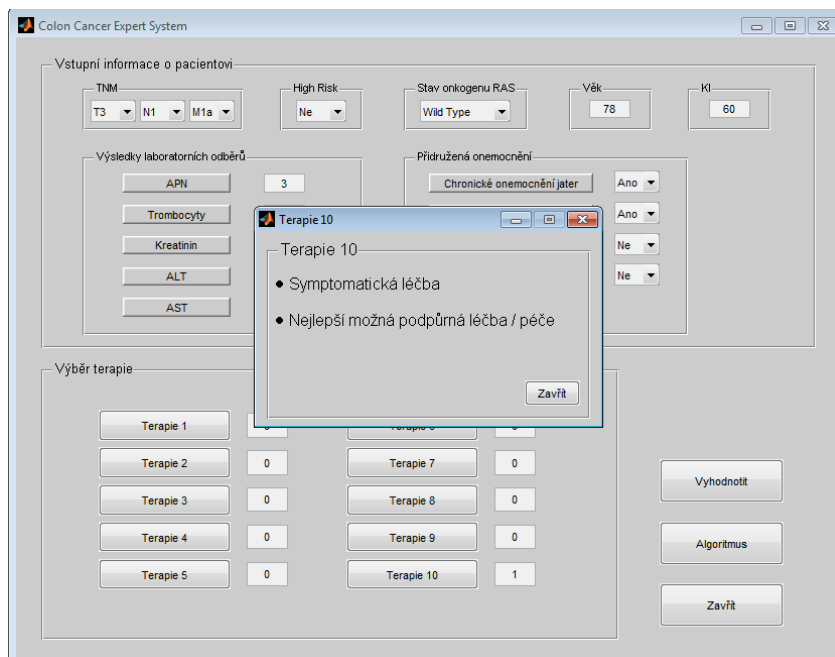 Colon Cancer Expert System
Vstupní informace o pacientovi
TNM
High Risk
Stav onkogenu RAS
Věk
KI
T3 N1 M1a
Ne
Wild Type
78
60
Výsledky laboratorních odběrů
Přidružená onemocnění
APN 3
Chronické onemocnění jater Ano
Trombocyty
Ano
Kreatinin
Ne
ALT
Ne
AST
Terapie 10
Terapie 10
• Symptomatická léčba
• Nejlepší možná podpůrná léčba / péče
Zavřít
Výběr terapie
Terapie 1
Terapie 2 0
Terapie 7 0
Terapie 3 0
Terapie 8 0
Terapie 4 0
Terapie 9 0
Terapie 5 0
Terapie 10 1
Vyhodnotit
Algoritmus
Zavřít